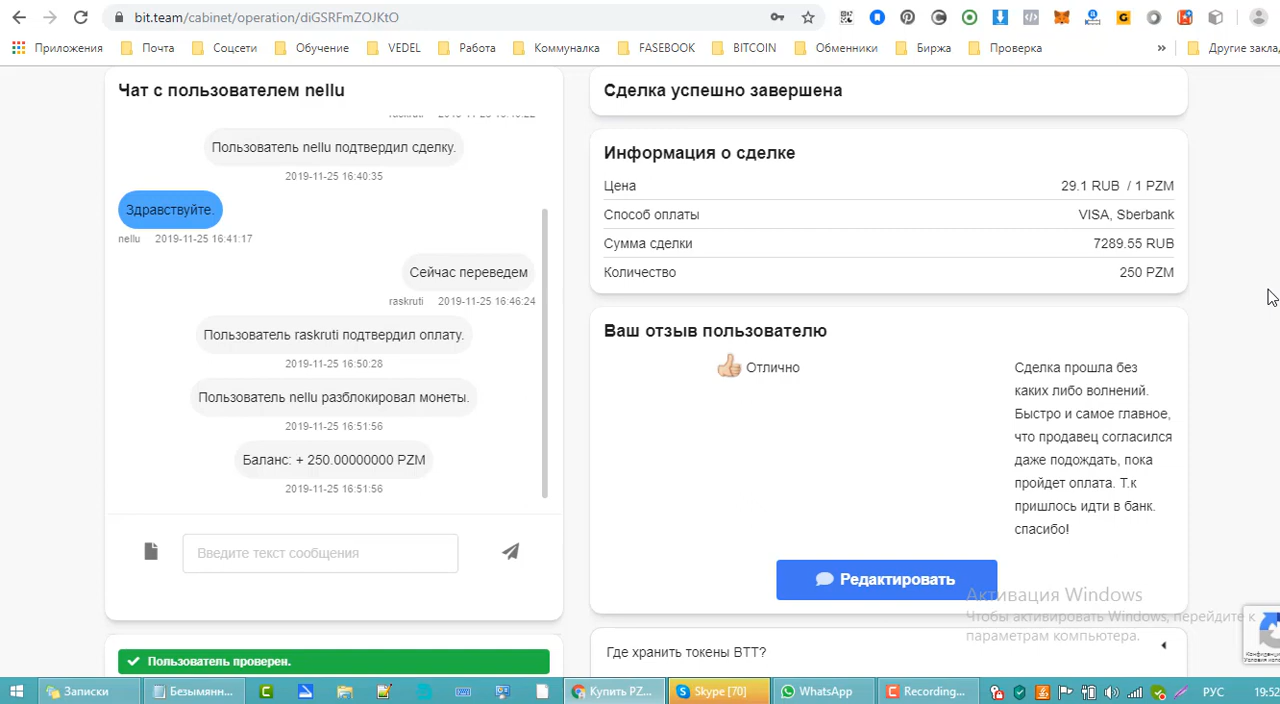 bit.team/cabinet/operation/diGSRFmZOJKtO
Приложения Почта Соцсети Обучение VEDEL Работа Коммуналка FASEBOOK BITCOIN Обменники Биржа Проверка » Другие закла
Чат с пользователем nellu
Пользователь nellu подтвердил сделку.
2019-11-25 16:40:35
Здравствуйте.
nellu 2019-11-25 16:41:17
Сейчас переведем
raskruti 2019-11-25 16:46:24
Пользователь raskruti подтвердил оплату.
2019-11-25 16:50:28
Пользователь nellu разблокировал монеты.
2019-11-25 16:51:56
Баланс: + 250.00000000 PZM
2019-11-25 16:51:56
Введите текст сообщения
Пользователь проверен.
Сделка успешно завершена
Информация о сделке
Цена 29.1 RUB / 1 PZM
Способ оплаты VISA, Sberbank
Сумма сделки 7289.55 RUB
Количество 250 PZM
Ваш отзыв пользователю
Отлично
Сделка прошла без
каких либо волнений.
Быстро и самое главное,
что продавец согласился
даже подождать, пока
пройдет оплата. Т.к
пришлось идти в банк.
спасибо!
Редактировать
Активация Windows
Чтобы активировать Windows, перейдите к
параметрам компьютера.
Где хранить токены BTT?
Записки Безымянн... Купить PZ... Skype [70] WhatsApp Recording... РУС 19:52